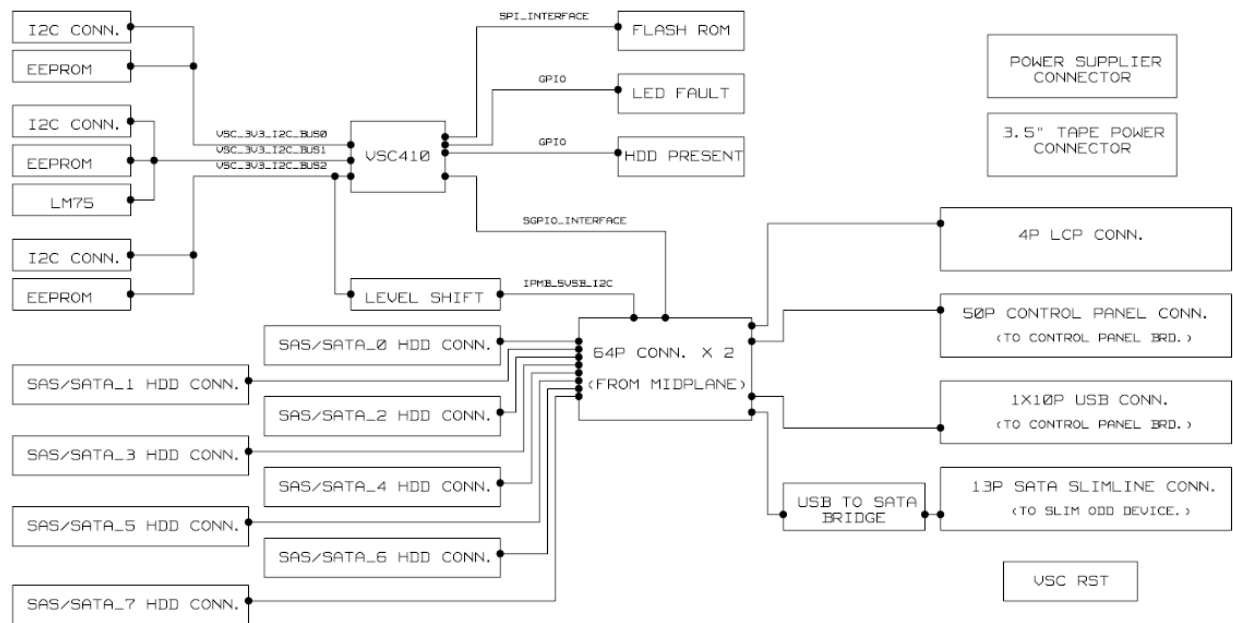 I2C CONN.
EEPROM
I2C CONN.
EEPROM
LM75
I2C CONN.
EEPROM
VSC_3V3_I2C_BUS0
VSC_3V3_I2C_BUS1
VSC_3V3_I2C_BUS2
VSC410
SPI_INTERFACE
FLASH ROM
GPIO
LED FAULT
GPIO
HDD PRESENT
SGPIO_INTERFACE
POWER SUPPLIER
CONNECTOR
3.5" TAPE POWER
CONNECTOR
LEVEL SHIFT
IPMB_5VSB_I2C
64P CONN. X 2
(FROM MIDPLANE)
SAS/SATA_0 HDD CONN.
SAS/SATA_1 HDD CONN.
SAS/SATA_2 HDD CONN.
SAS/SATA_3 HDD CONN.
SAS/SATA_4 HDD CONN.
SAS/SATA_5 HDD CONN.
SAS/SATA_6 HDD CONN.
SAS/SATA_7 HDD CONN.
4P LCP CONN.
50P CONTROL PANEL CONN.
(TO CONTROL PANEL BRD.)
1X10P USB CONN.
(TO CONTROL PANEL BRD.)
USB TO SATA
BRIDGE
13P SATA SLIMLINE CONN.
(TO SLIM ODD DEVICE.)
VSC RST